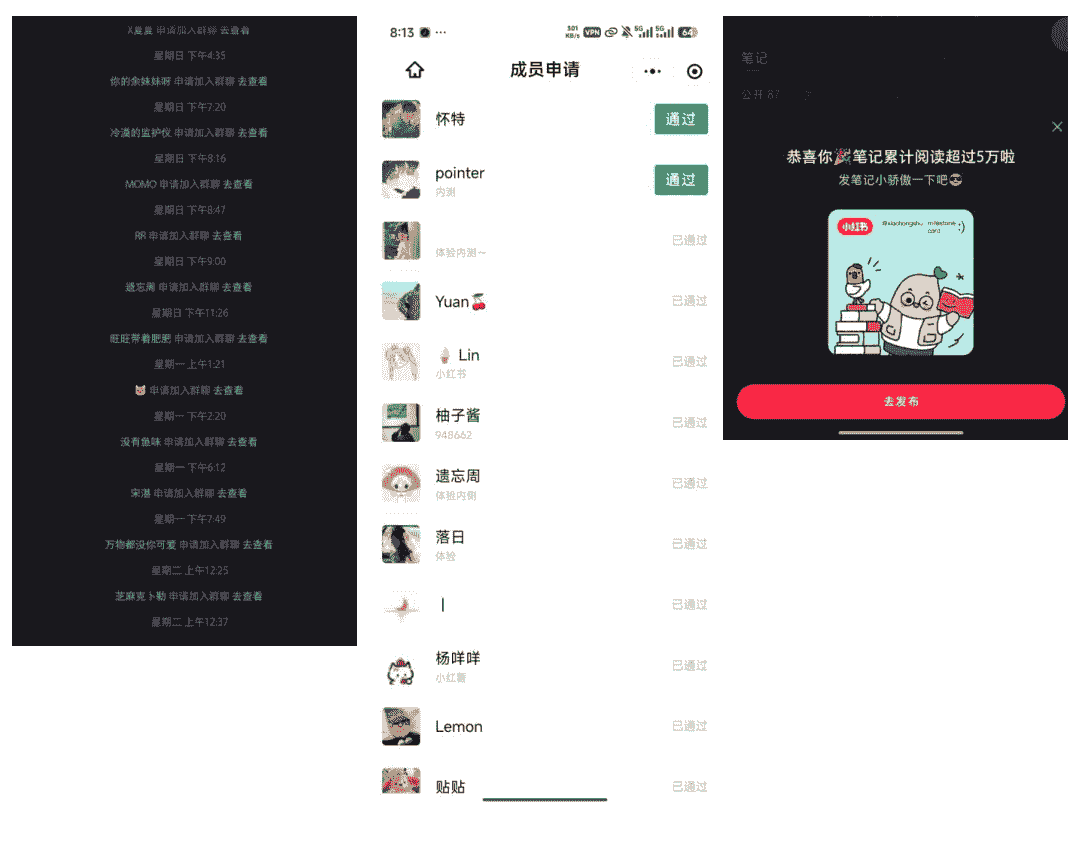 X夏夏 申请加入群聊 去查看
星期日 下午4:35
你的余妹妹呀 申请加入群聊 去查看
星期日 下午7:20
冷漠的监护仪 申请加入群聊 去查看
星期日 下午8:16
MOMO 申请加入群聊 去查看
星期日 下午8:47
RR 申请加入群聊 去查看
星期日 下午9:00
遗忘周 申请加入群聊 去查看
星期日 下午11:26
旺旺带着肥肥 申请加入群聊 去查看
星期一 上午1:21
申请加入群聊 去查看
星期一 下午2:20
没有鱼味 申请加入群聊 去查看
星期一 下午6:12
宋湛 申请加入群聊 去查看
星期一 下午7:49
万物都没你可爱 申请加入群聊 去查看
星期二 上午12:25
芝麻克卜勒 申请加入群聊 去查看
星期二 上午12:37
8:13 ··· 501 KB/s VPN 5G 5G 64
成员申请
怀特
通过
pointer
内测
通过
体验内测~
已通过
Yuan🍒
已通过
Lin
小红书
已通过
柚子酱
948662
已通过
遗忘周
体验内侧
已通过
落日
体验
已通过
丨
已通过
杨咩咩
小红薯
已通过
Lemon
已通过
贴贴
已通过
笔记
公开 87
恭喜你🎉笔记累计阅读超过5万啦
发笔记小骄傲一下吧😎
小红书
@xiaohongshu
milestone
card
:)
去发布